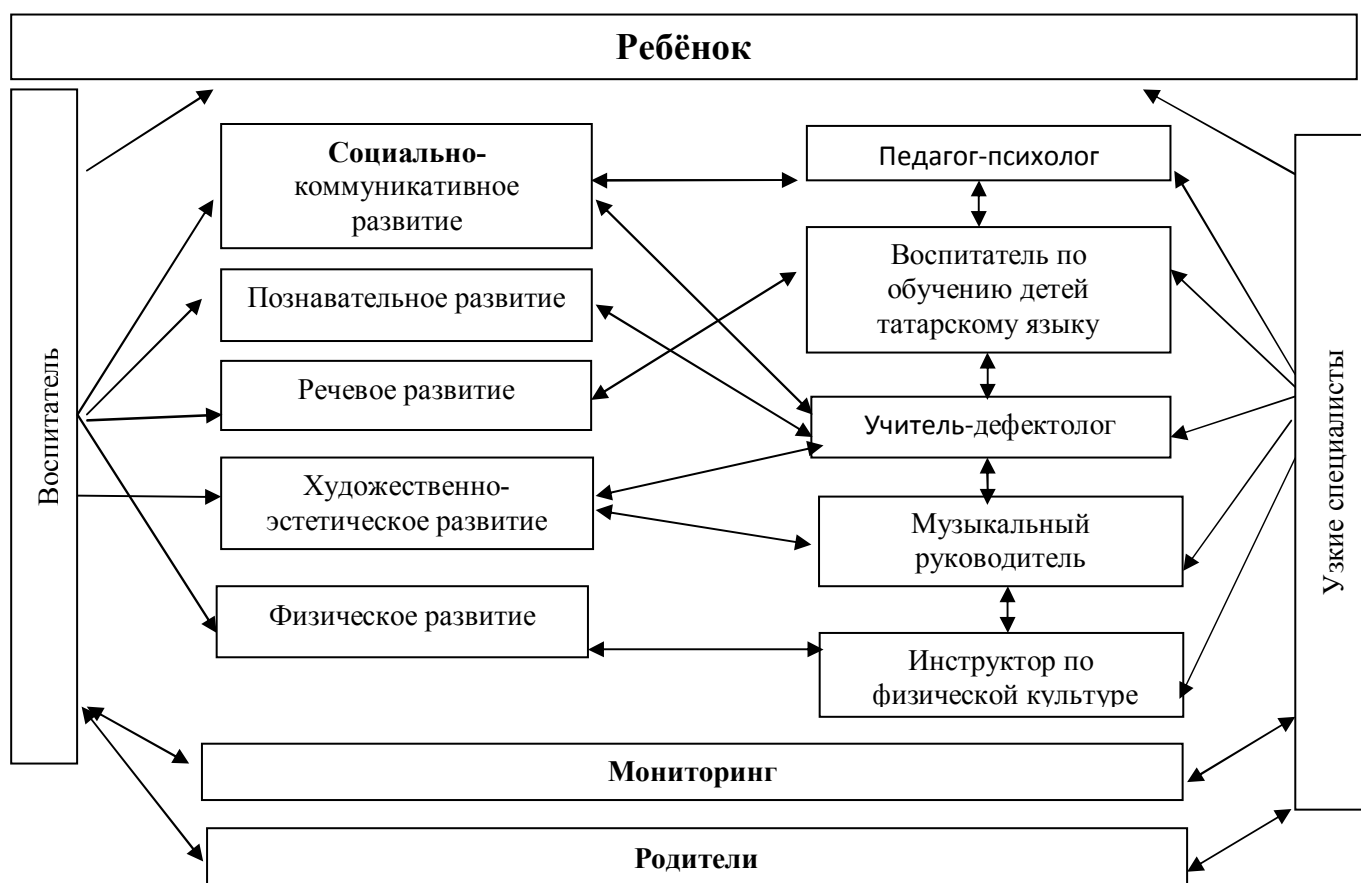 Ребёнок
Воспитатель
Социально-
коммуникативное
развитие
Познавательное развитие
Речевое развитие
Художественно-
эстетическое развитие
Физическое развитие
Педагог-психолог
Воспитатель по
обучению детей
татарскому языку
Учитель-дефектолог
Музыкальный
руководитель
Инструктор по
физической культуре
Узкие специалисты
Мониторинг
Родители